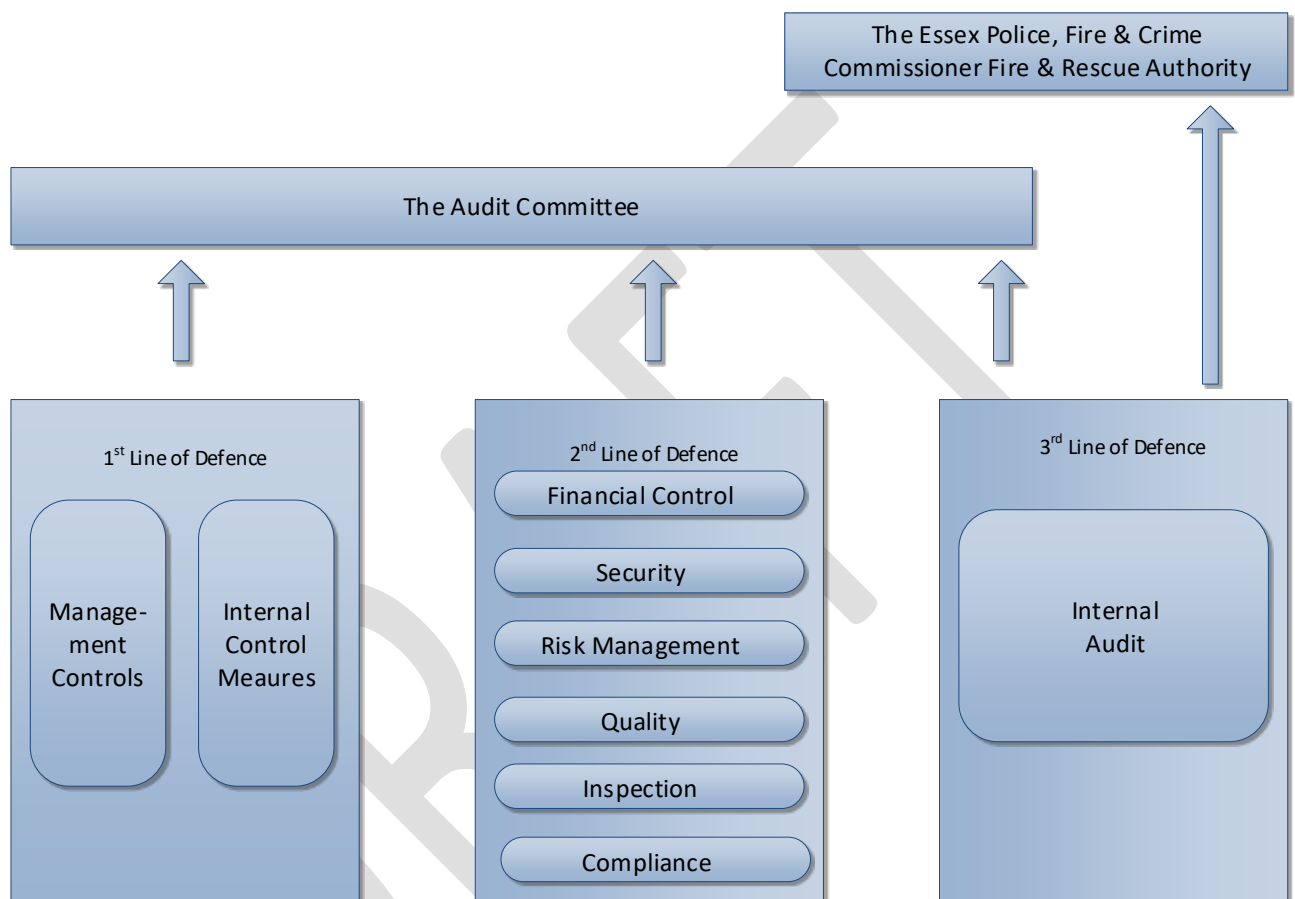 The Essex Police, Fire & Crime
Commissioner Fire & Rescue Authority
The Audit Committee
1st Line of Defence
Manage-
ment
Controls
Internal
Control
Meaures
2nd Line of Defence
Financial Control
Security
Risk Management
Quality
Inspection
Compliance
3rd Line of Defence
Internal
Audit
DRAFT